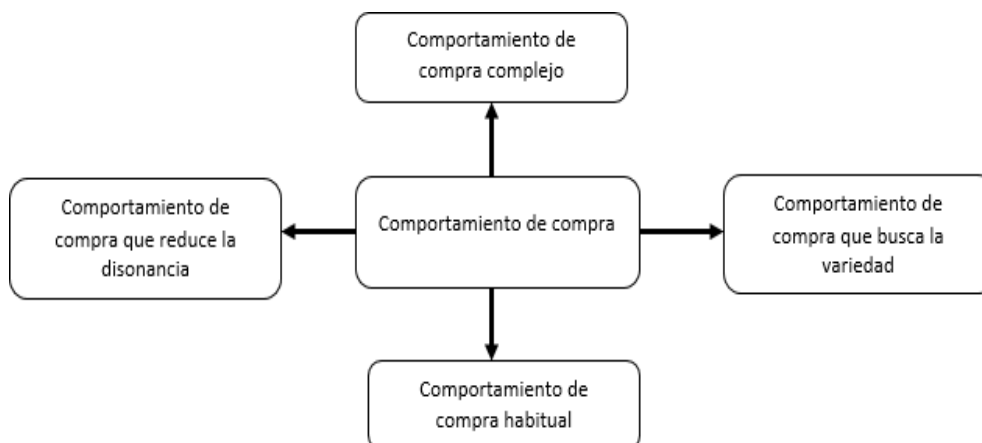 Comportamiento de
compra complejo
Comportamiento de
compra que reduce la
disonancia
Comportamiento de compra
Comportamiento de
compra que busca la
variedad
Comportamiento de
compra habitual